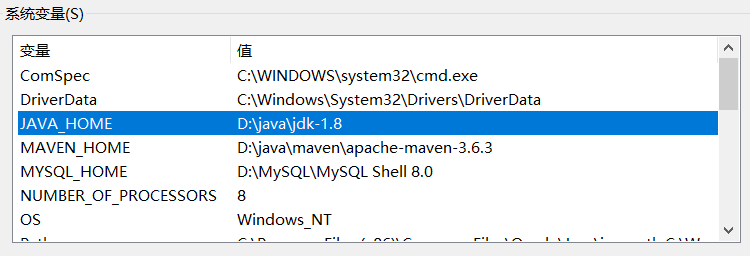 系统变量(S)
变量 值
ComSpec C:\WINDOWS\system32\cmd.exe
DriverData C:\Windows\System32\Drivers\DriverData
JAVA_HOME D:\java\jdk-1.8
MAVEN_HOME D:\java\maven\apache-maven-3.6.3
MYSQL_HOME D:\MySQL\MySQL Shell 8.0
NUMBER_OF_PROCESSORS 8
OS Windows_NT